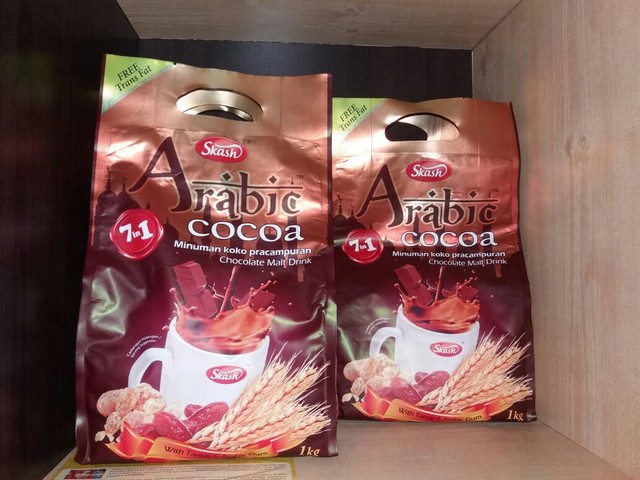 FREE
Trans Fat
Skash
Arabic
TM
7in1
cocoa
Minuman koko pracampuran
Chocolate Malt Drink
Skash
1kg
FREE
Trans Fat
Skash
Arabic
7in1
cocoa
Minuman koko pracampuran
Chocolate Malt Drink
Skash
1kg